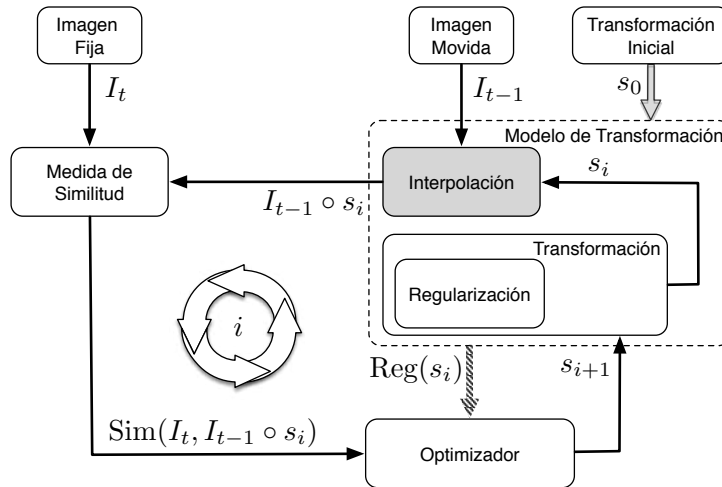 Imagen
Fija
Imagen
Movida
Transformación
Inicial
I_t
I_{t−1}
s_0
Modelo de Transformación
Medida de
Similitud
Interpolación
s_i
I_{t−1} ∘ s_i
Transformación
Regularización
i
Reg(s_i)
s_{i+1}
Sim(I_t, I_{t−1} ∘ s_i)
Optimizador